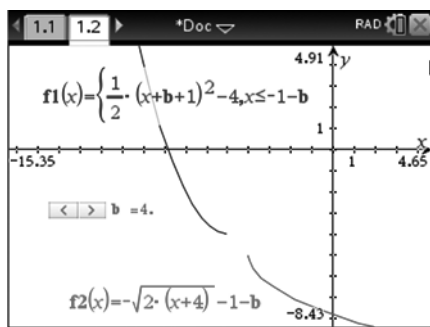 1.1 1.2 *Doc RAD
4.91 y
f1(x)={1/2·(x+b+1)²-4,x≤-1-b
1
x
-15.35 1 4.65
< > b =4.
f2(x)=-√2·(x+4) -1-b
-8.43